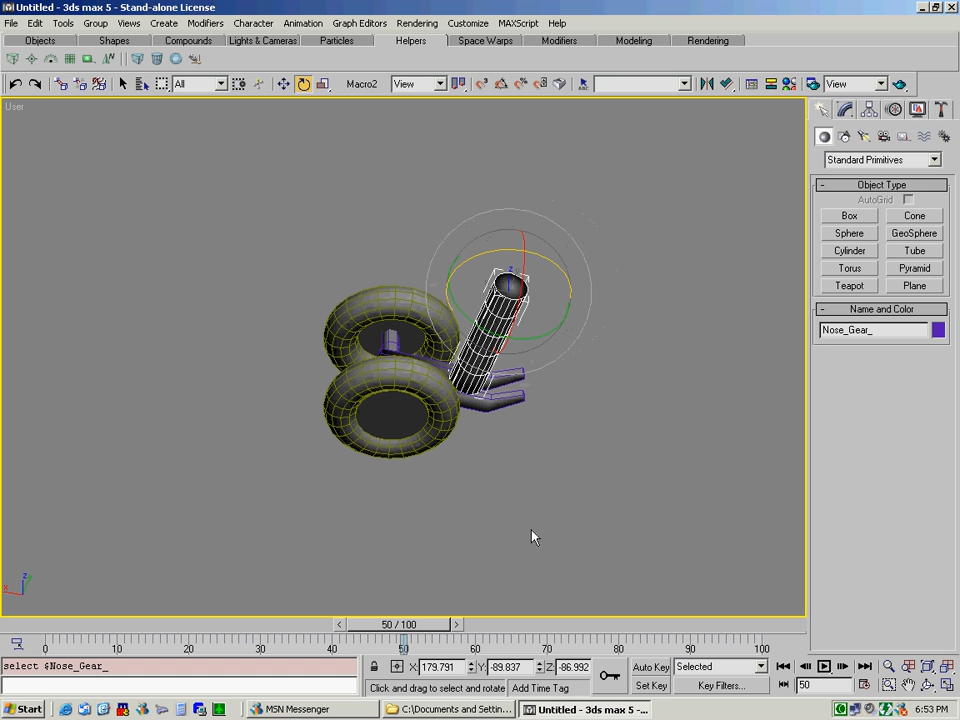 Untitled - 3ds max 5 - Stand-alone License
File Edit Tools Group Views Create Modifiers Character Animation Graph Editors Rendering Customize MAXScript Help
Objects Shapes Compounds Lights & Cameras Particles Helpers Space Warps Modifiers Modeling Rendering
All Macro2 View View
User
Standard Primitives
- Object Type
AutoGrid
Box Cone
Sphere GeoSphere
Cylinder Tube
Torus Pyramid
Teapot Plane
- Name and Color
Nose_Gear_
z
x z y
< 50 / 100 >
0 10 20 30 40 50 60 70 80 90 100
select $Nose_Gear_ X: 179.791 Y: -89.837 Z: -86.992 Auto Key Selected
Click and drag to select and rotate Add Time Tag Set Key Key Filters... 50
Start MSN Messenger C:\Documents and Settin... Untitled - 3ds max 5 -... 6:53 PM